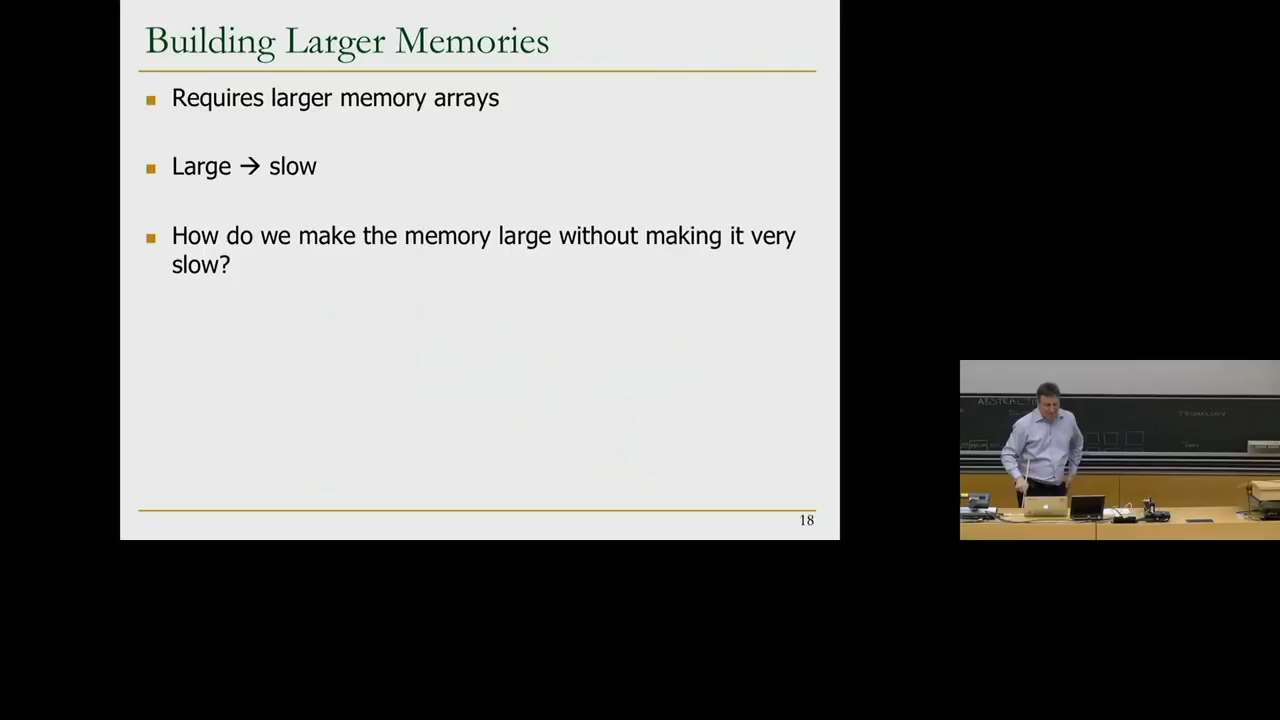 Building Larger Memories
Requires larger memory arrays
Large → slow
How do we make the memory large without making it very
slow?
18
TECHNOLOGY